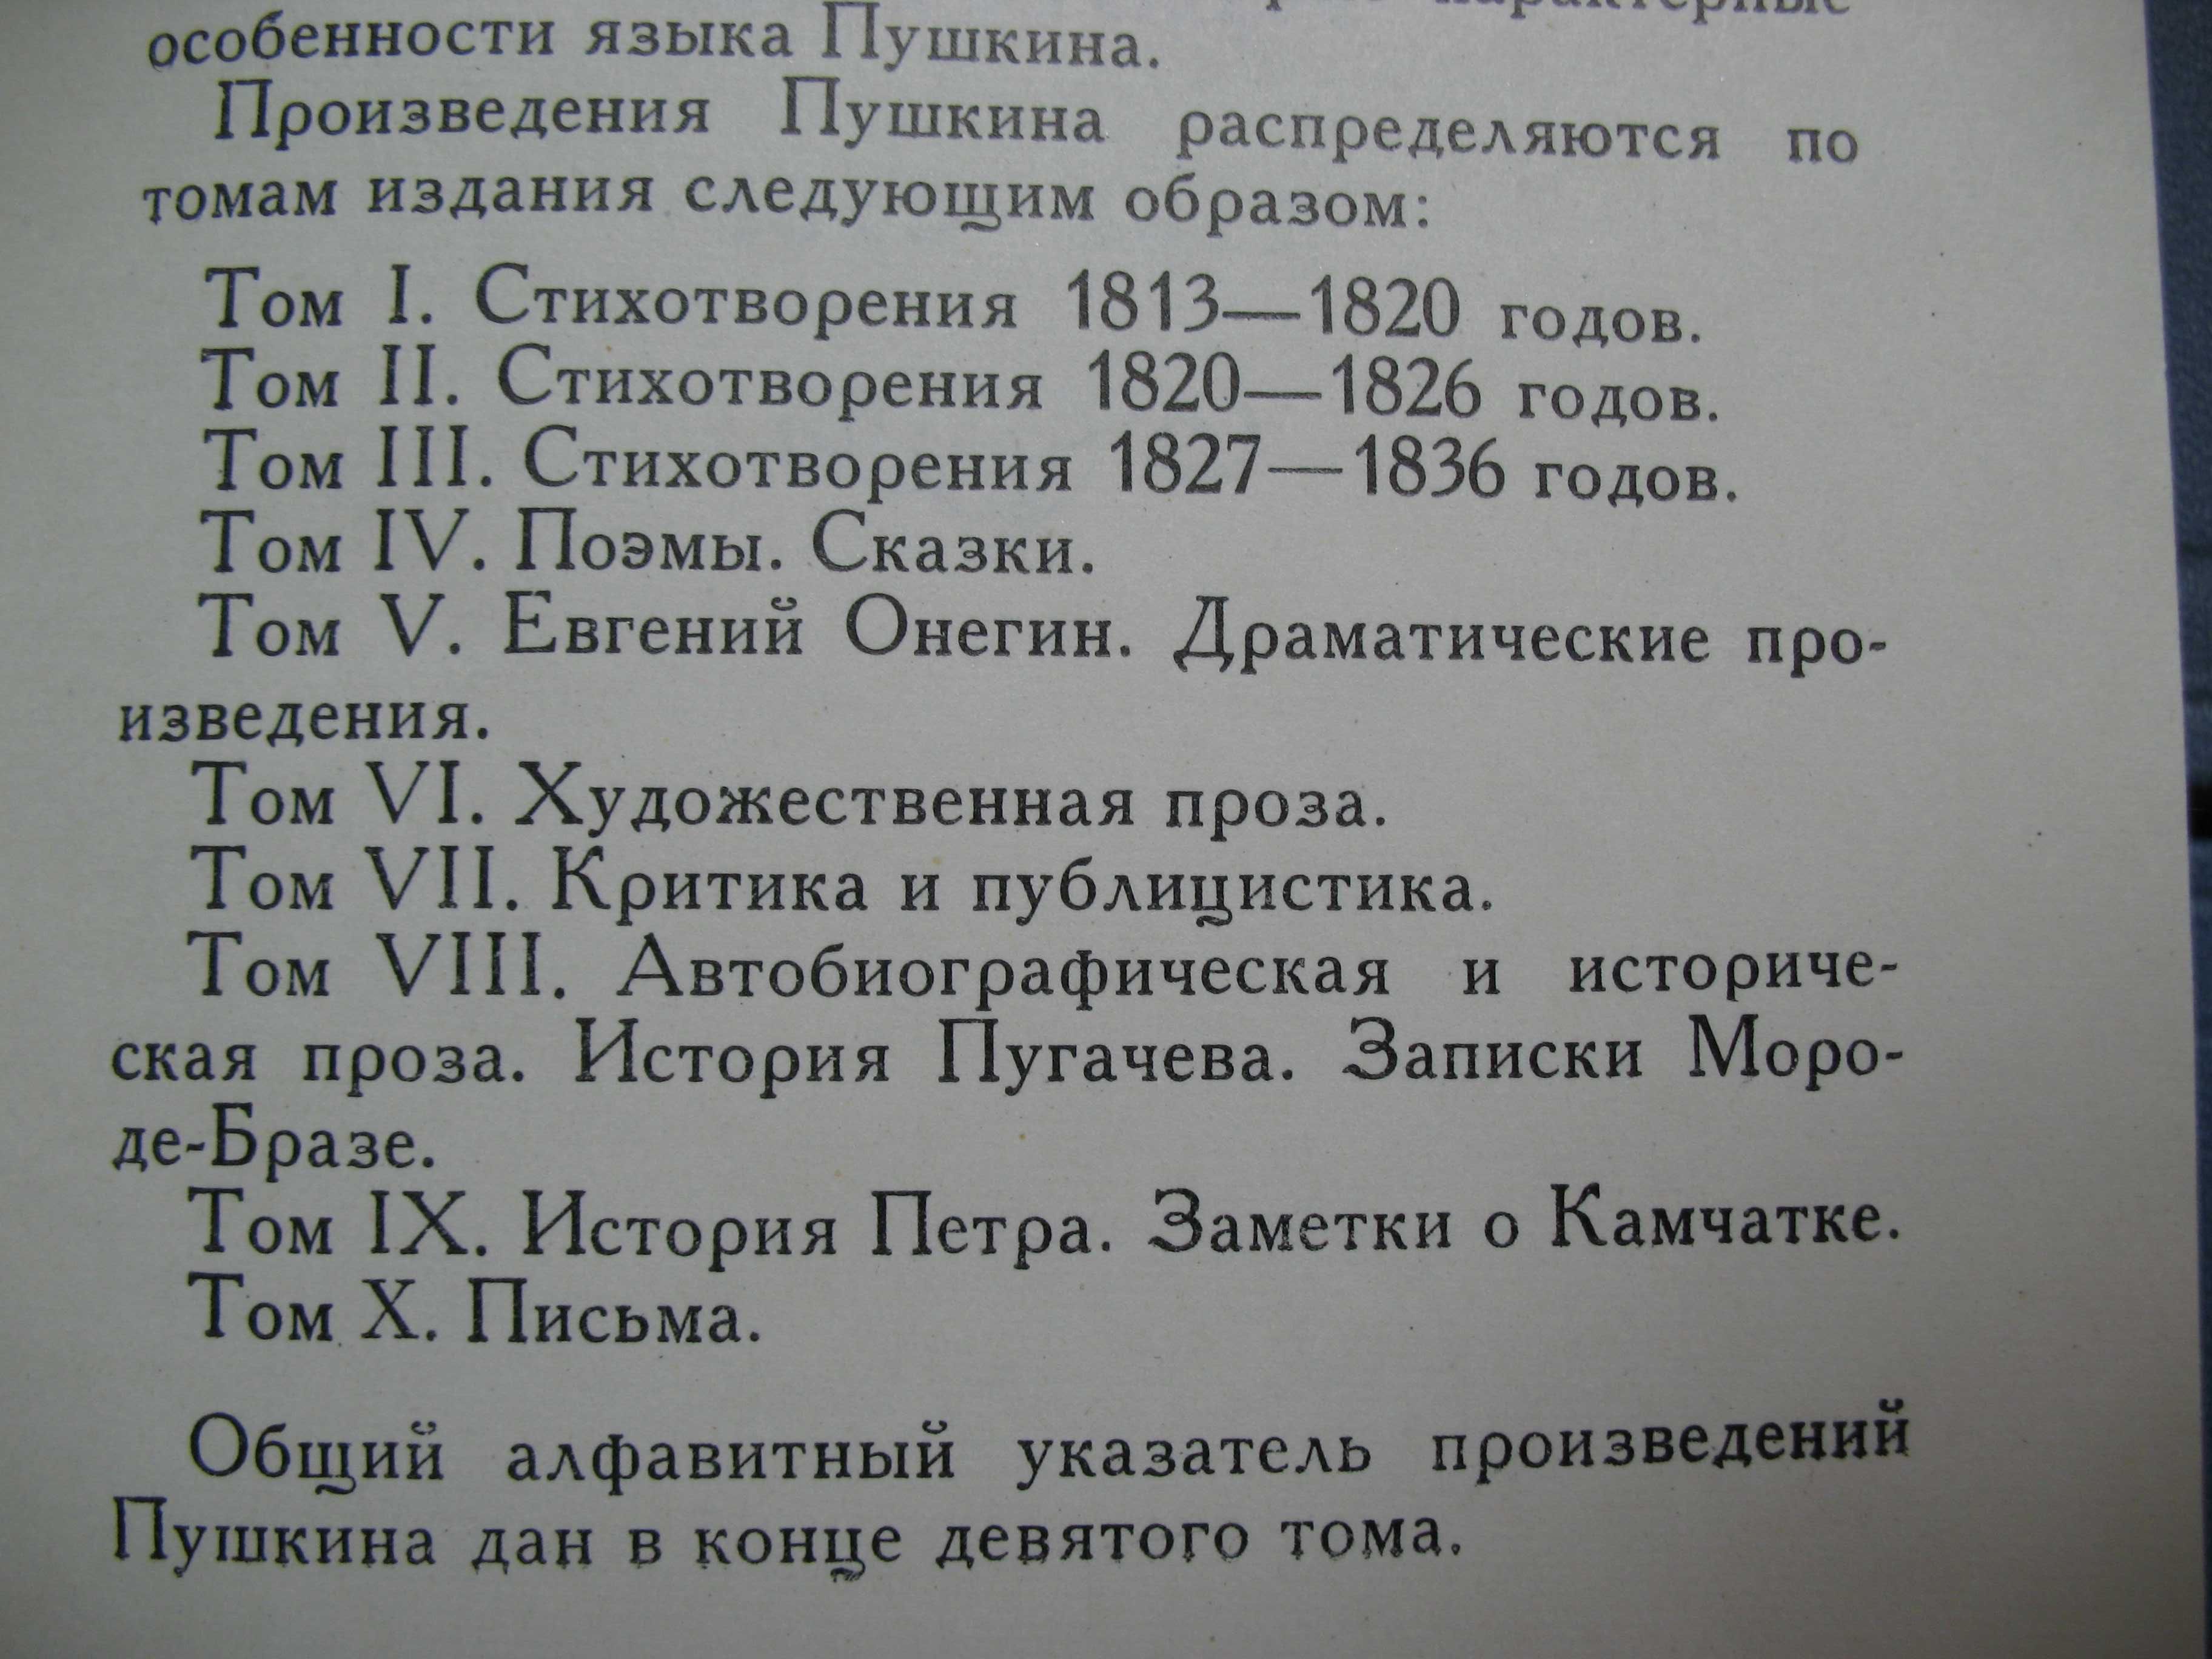 характерные
особенности языка Пушкина.
Произведения Пушкина распределяются по
томам издания следующим образом:
Том I. Стихотворения 1813—1820 годов.
Том II. Стихотворения 1820—1826 годов.
Том III. Стихотворения 1827—1836 годов.
Том IV. Поэмы. Сказки.
Том V. Евгений Онегин. Драматические про-
изведения.
Том VI. Художественная проза.
Том VII. Критика и публицистика.
Том VIII. Автобиографическая и историче-
ская проза. История Пугачева. Записки Моро-
де-Бразе.
Том IX. История Петра. Заметки о Камчатке.
Том X. Письма.
Общий алфавитный указатель произведений
Пушкина дан в конце девятого тома.